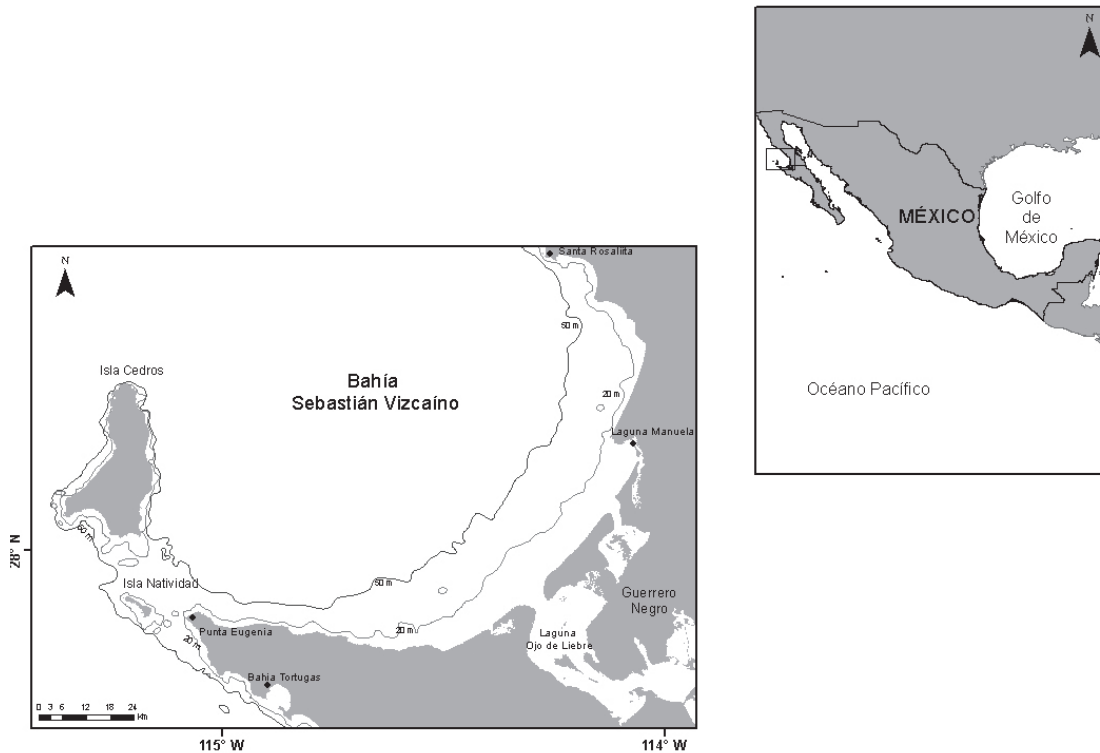 N
MÉXICO
Golfo
de
México
Océano Pacífico
N
Santa Rosaliita
50 m
Isla Cedros
Bahía
Sebastián Vizcaíno
20 m
Laguna Manuela
50 m
28° N
Isla Natividad
50 m
Guerrero
Negro
Punta Eugenia
20 m
20 m
Laguna
Ojo de Liebre
Bahia Tortugas
0 3 6 12 18 24
km
115° W
114° W